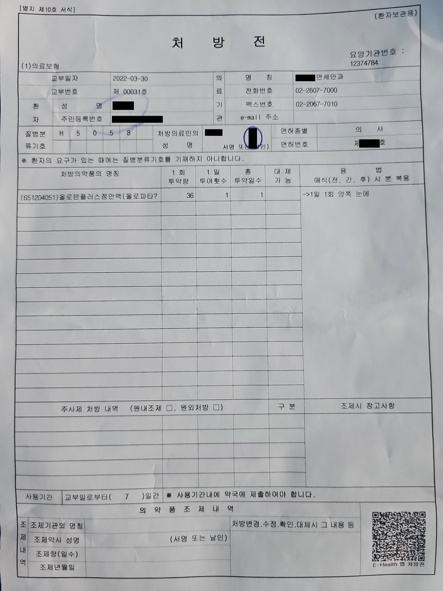 [별지 제10호 서식]
(환자보관용)
처 방 전
요양기관번호 :
12374784
(1)의료보험
교부일자 2022-03-30 의 명 칭 연세안과
교부번호 제 00031호 료 전화번호 02-2607-7000
환 성 명 기 팩스번호 02-2067-7010
자 주민등록번호 관 e-mail 주소
질병분 H 5 0 5 8 처방의료인의 면허종별 의 사
류기호 성 명 서명 또는 인) 면허번호 제 호
※ 환자의 요구가 있는 때에는 질병분류기호를 기재하지 아니합니다.
처방의약품의 명칭 1 회 1 일 총 대 체 용 법
투약량 투여횟수 투약일수 가능 매식(전, 간, 후) 시 분 복용
(651204051)올로텐플러스점안액(올로파타? 36 1 1 ->1일 1회 양쪽 눈에
주사제 처방 내역 (원내조제 □, 원외처방 □) 구 분 조제시 참고사항
사용기간 교부일로부터( 7 )일간 ※ 사용기간내에 약국에 제출하여야 합니다.
의 약 품 조 제 내 역
조제내역
조제기관의 명칭 처방변경,수정,확인,대체시 그 내용 등
조제약사 성명 (서명 또는 날인)
조제량(일수)
조제년월일
E-Health 앱 처방전